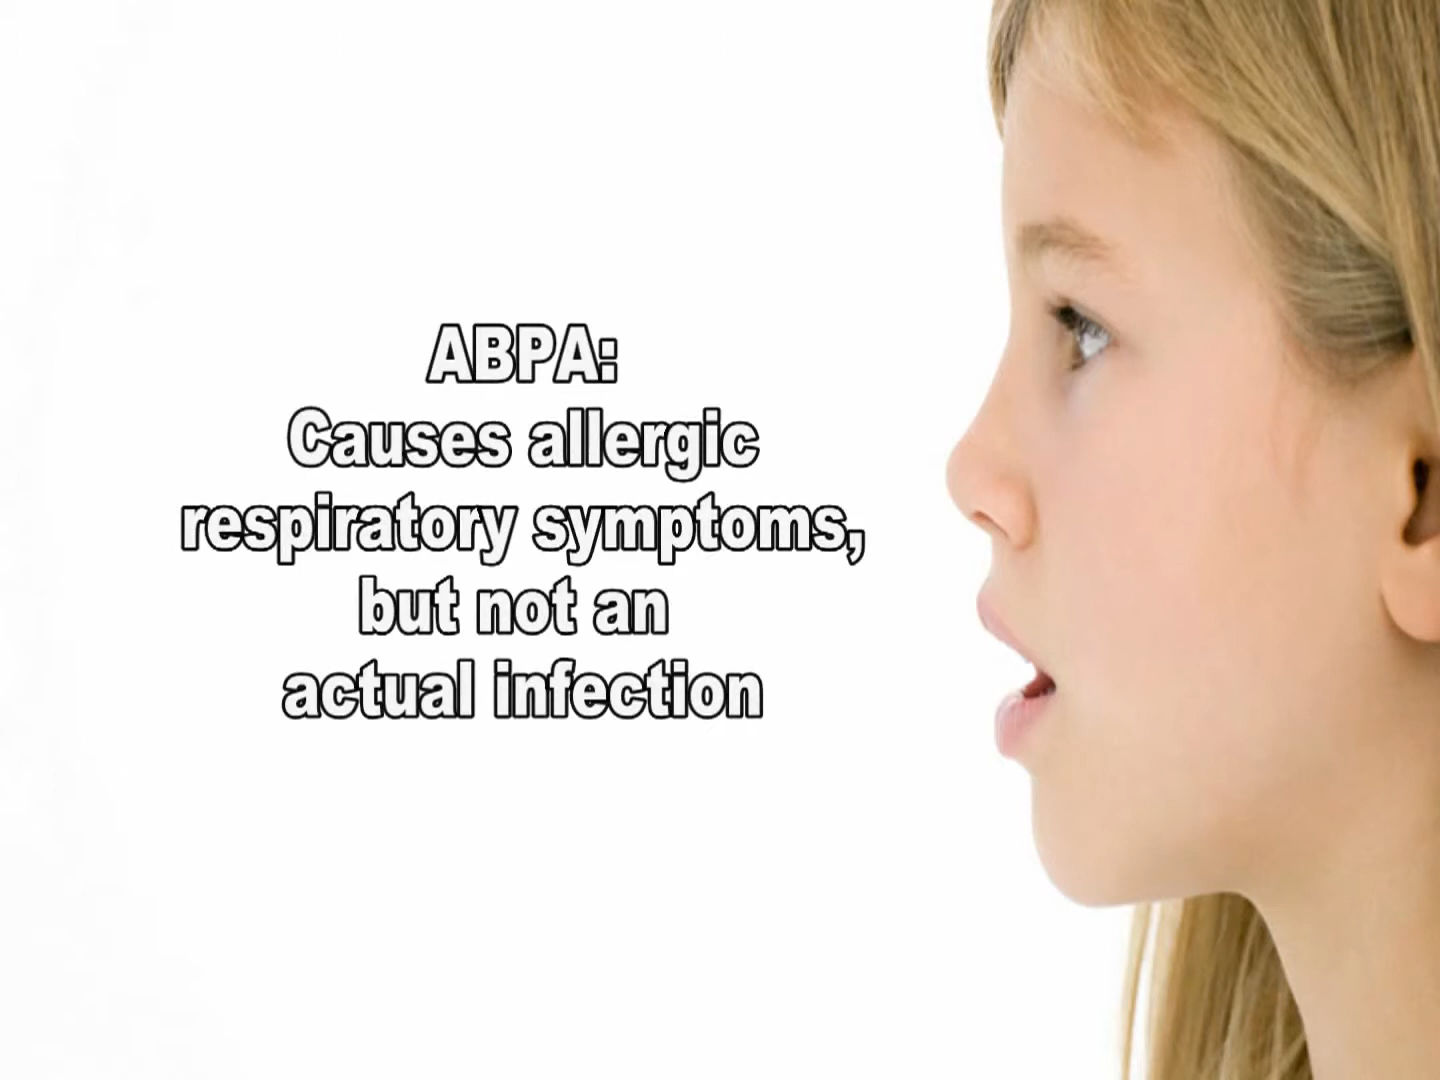 ABPA:
Causes allergic
respiratory symptoms,
but not an
actual infection